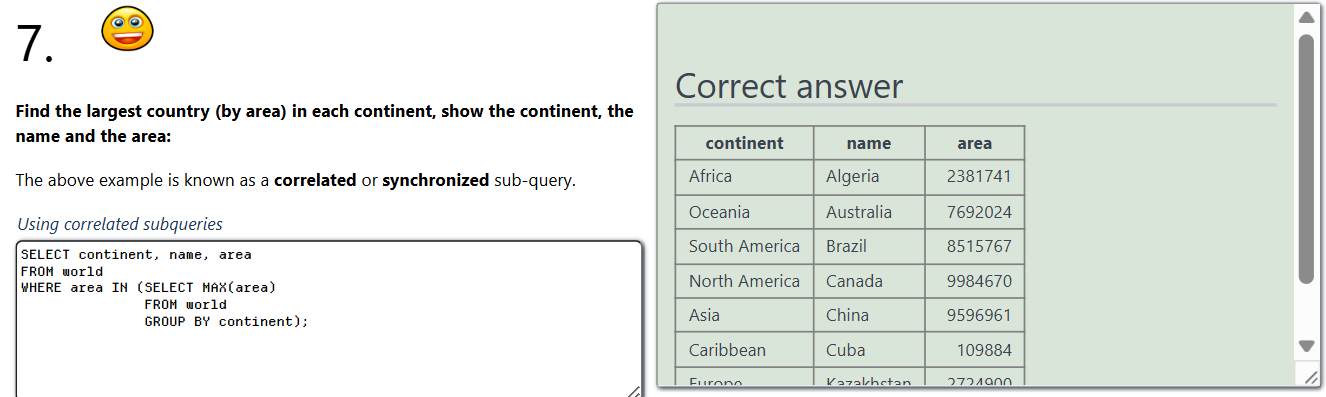 7.
Find the largest country (by area) in each continent, show the continent, the
name and the area:
The above example is known as a correlated or synchronized sub-query.
Using correlated subqueries
SELECT continent, name, area
FROM world
WHERE area IN (SELECT MAX(area)
FROM world
GROUP BY continent);
Correct answer
continent name area
Africa Algeria 2381741
Oceania Australia 7692024
South America Brazil 8515767
North America Canada 9984670
Asia China 9596961
Caribbean Cuba 109884
Europe Kazakhstan 2724900